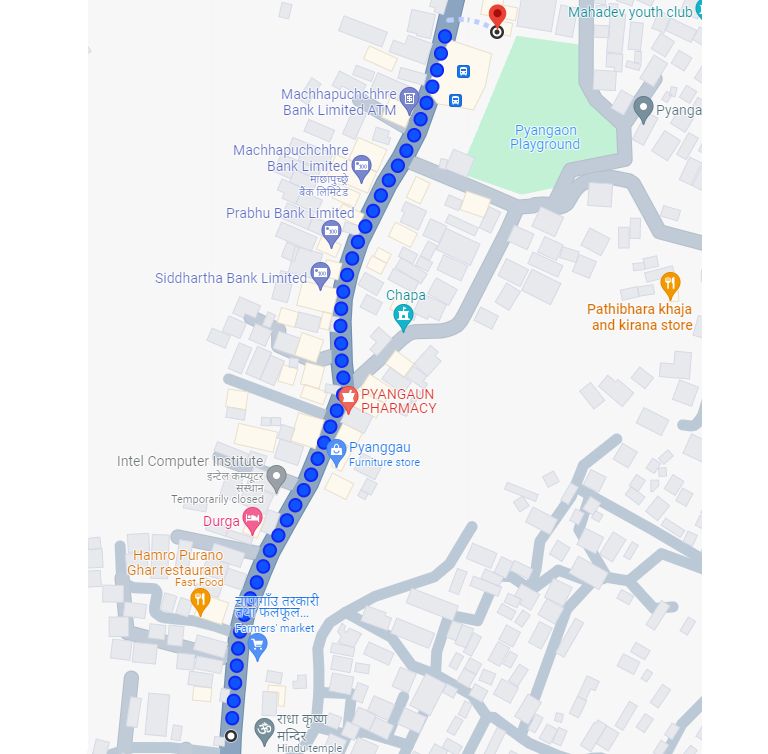 Mahadev youth club
Machhapuchchhre
Bank Limited ATM
Pyanga
Pyangaon
Playground
Machhapuchchhre
Bank Limited
माछापुच्छ्रे
बैंक लिमिटेड
Prabhu Bank Limited
Siddhartha Bank Limited
Chapa
Pathibhara khaja
and kirana store
PYANGAUN
PHARMACY
Pyanggau
Furniture store
Intel Computer Institute
इन्टेल कम्प्युटर
संस्थान
Temporarily closed
Durga
Hamro Purano
Ghar restaurant
Fast Food
चापागाँउ तरकारी
तथा फलफूल...
Farmers' market
राधा कृष्ण
मन्दिर
Hindu temple